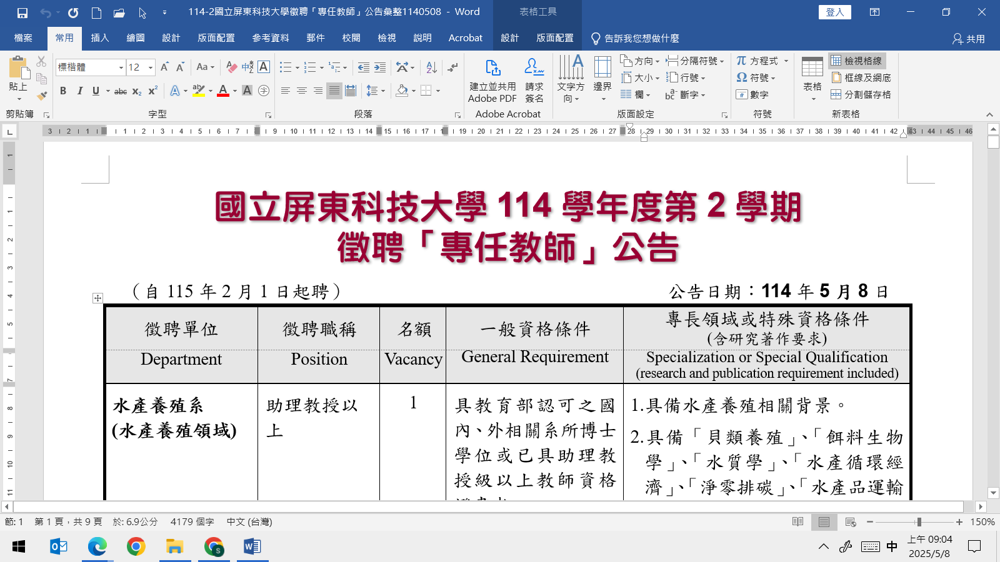 114-2國立屏東科技大學徵聘「專任教師」公告彙整1140508 - Word
表格工具
登入
檔案 常用 插入 繪圖 設計 版面配置 參考資料 郵件 校閱 檢視 說明 Acrobat 設計 版面配置 告訴我您想做什麼 共用
標楷體 12
貼上
剪貼簿
字型
段落
建立並共用
Adobe PDF
請求
簽名
Adobe Acrobat
文字方向
邊界
方向 大小 欄
分隔符號 行號 斷字
版面設定
方程式
符號
數字
符號
表格
檢視格線
框線及網底
分割儲存格
新表格
國立屏東科技大學 114 學年度第 2 學期
徵聘「專任教師」公告
（自 115 年 2 月 1 日起聘） 公告日期：114 年 5 月 8 日
徵聘單位 徵聘職稱 名額 一般資格條件 專長領域或特殊資格條件
(含研究著作要求)
Department Position Vacancy General Requirement Specialization or Special Qualification
(research and publication requirement included)
水產養殖系
(水產養殖領域)
助理教授以
上
1
具教育部認可之國
內、外相關系所博士
學位或已具助理教
授級以上教師資格
1.具備水產養殖相關背景。
2.具備「貝類養殖」、「餌料生物
學」、「水質學」、「水產循環經
濟」、「淨零排碳」、「水產品運輸
節: 1 第 1 頁，共 9 頁 於: 6.9公分 4179 個字 中文 (台灣) 150%
中
上午 09:04
2025/5/8